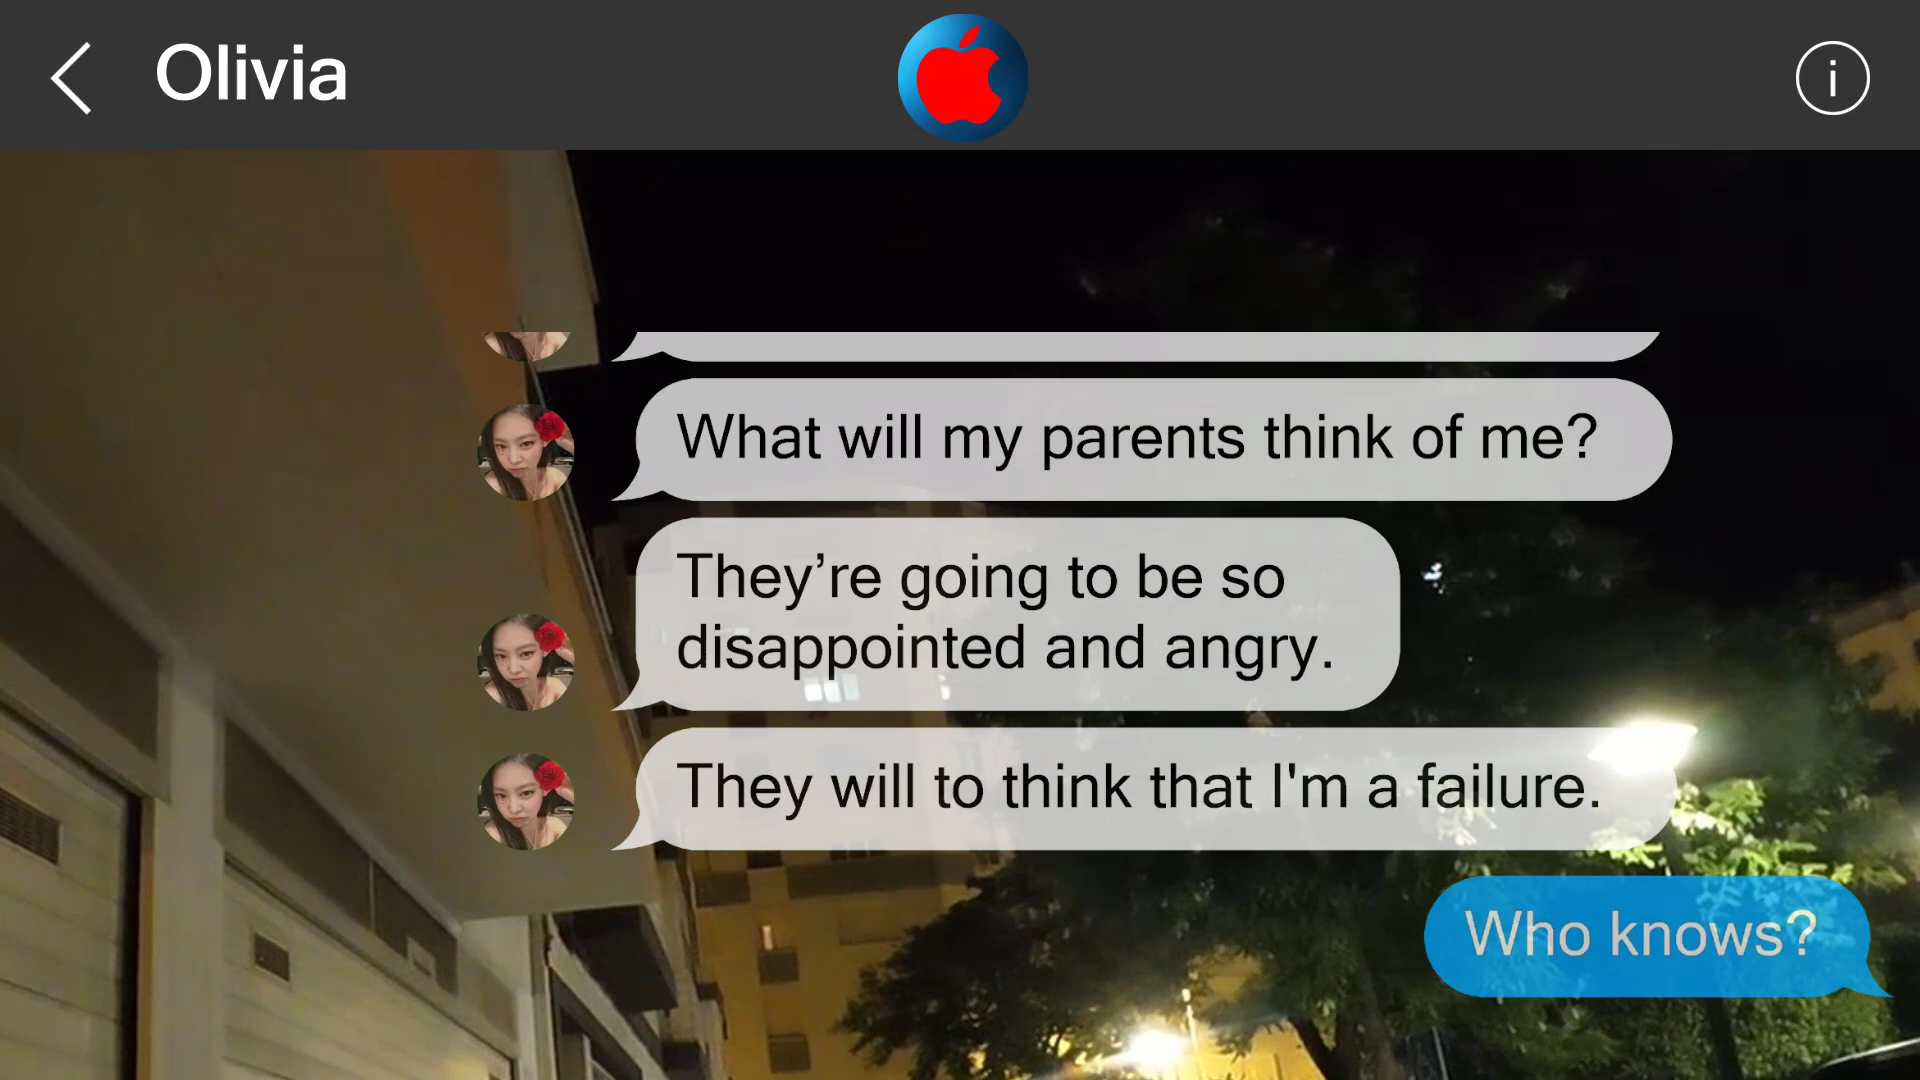 Olivia
i
What will my parents think of me?
They’re going to be so
disappointed and angry.
They will to think that I'm a failure.
Who knows?